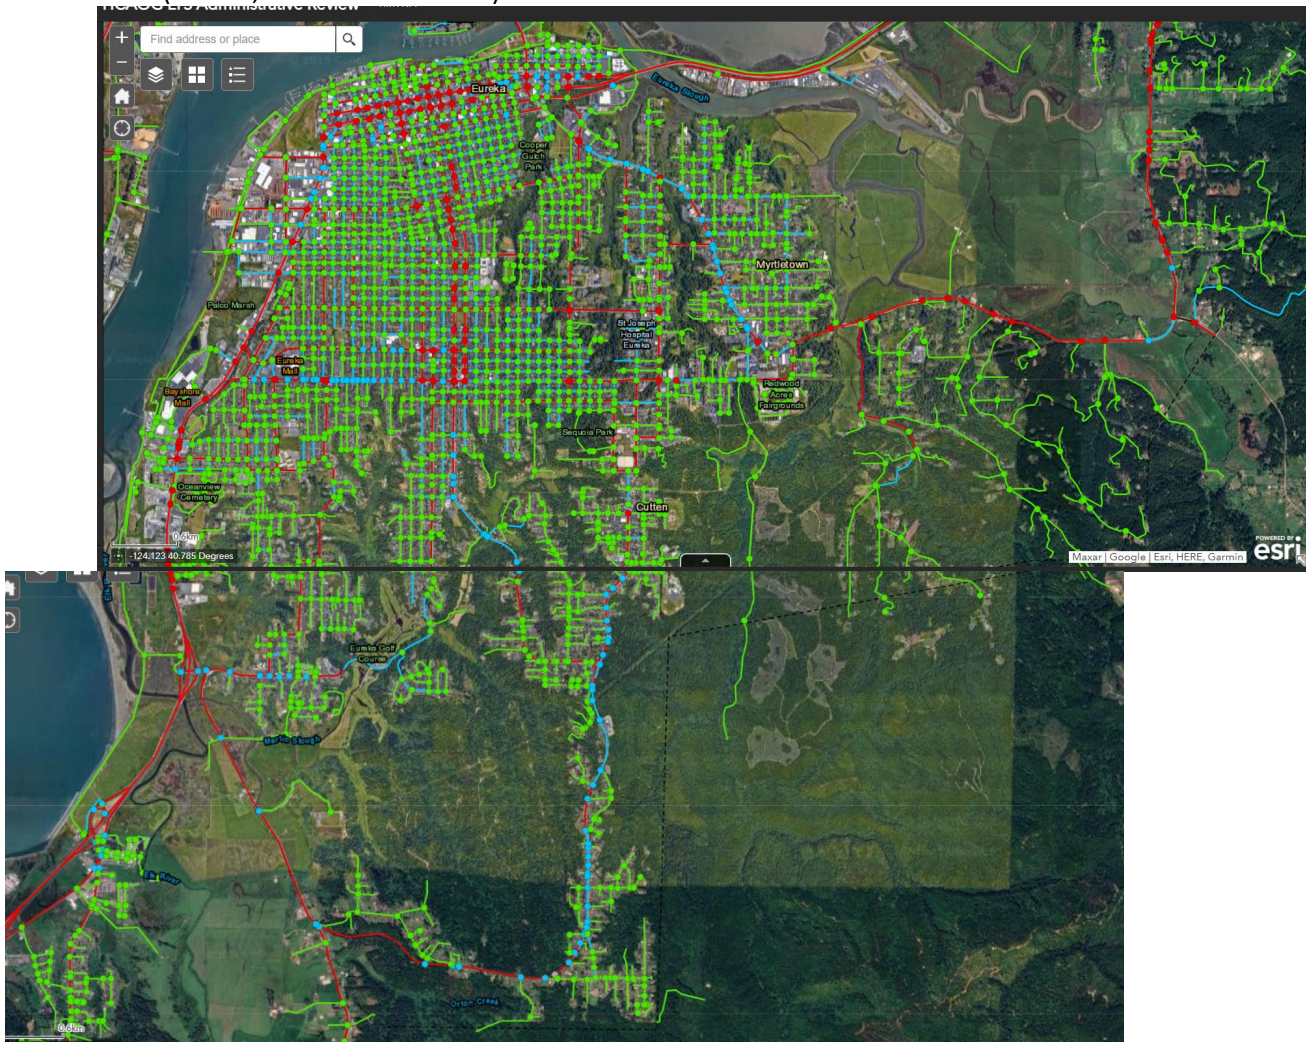 Find address or place
Eureka
Eureka Slough
Cooper
Gulch
Park
Myrtletown
Palco Marsh
St Joseph
Hospital
Eureka
Eureka
Mall
Bayshore
Mall
Redwood
Acres
Fairgrounds
Sequoia Park
Oceanview
Cemetery
Cutten
0.6km
-124.123 40.785 Degrees
Maxar | Google | Esri, HERE, Garmin
POWERED BY
esri
Eureka Golf
Course
Martin Slough
Elk River
Orton Creek
0.6km